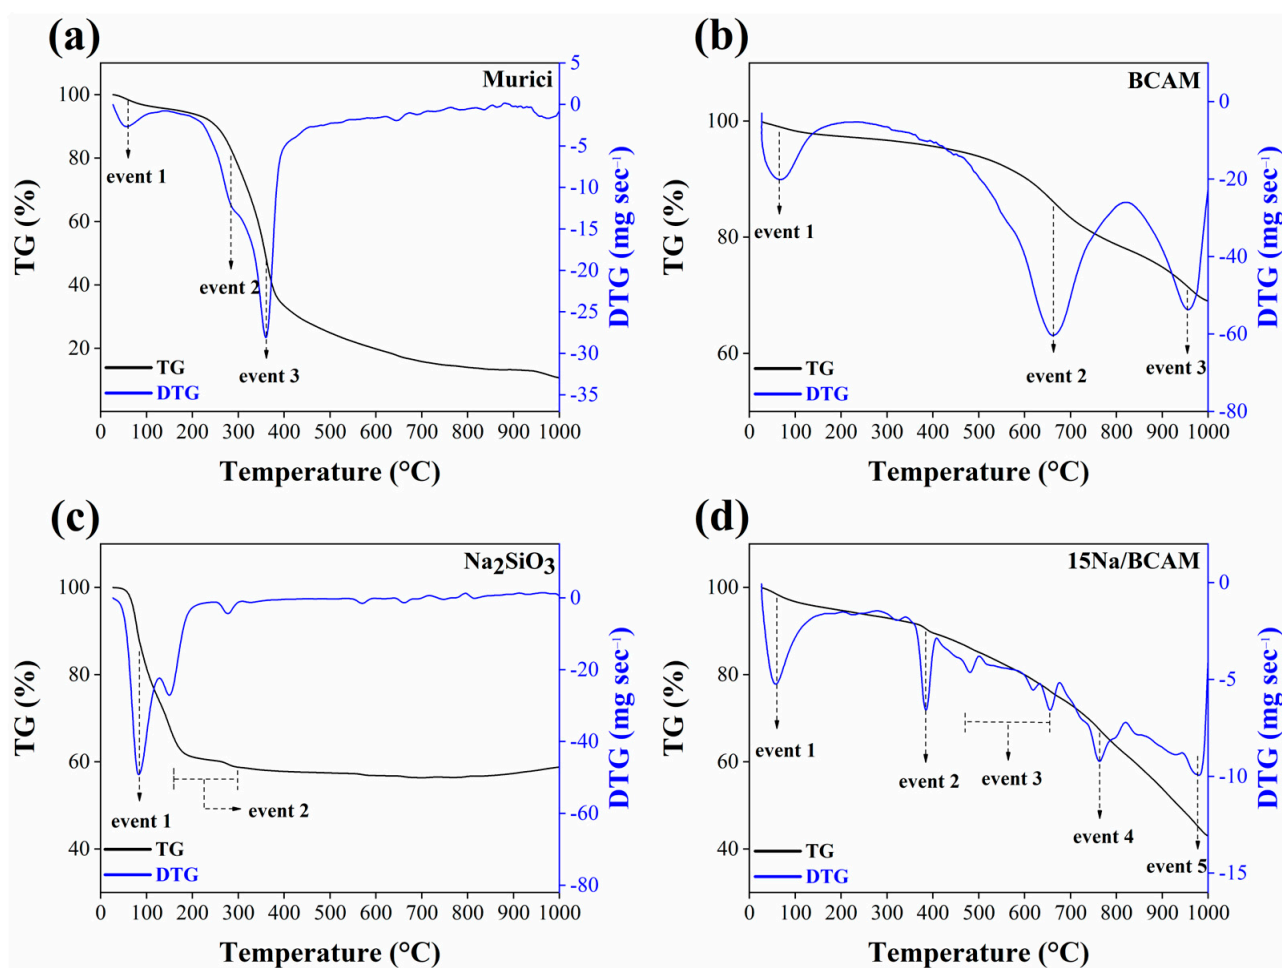 (a)
Murici
TG (%)
100
80
60
40
20
5
0
-5
-10
-15
-20
-25
-30
-35
DTG (mg sec⁻¹)
event 1
event 2
event 3
TG
DTG
0 100 200 300 400 500 600 700 800 900 1000
Temperature (°C)
(b)
BCAM
TG (%)
100
80
60
0
-20
-40
-60
-80
DTG (mg sec⁻¹)
event 1
event 2
event 3
TG
DTG
0 100 200 300 400 500 600 700 800 900 1000
Temperature (°C)
(c)
Na₂SiO₃
TG (%)
100
80
60
40
0
-20
-40
-60
-80
DTG (mg sec⁻¹)
event 1
event 2
TG
DTG
0 100 200 300 400 500 600 700 800 900 1000
Temperature (°C)
(d)
15Na/BCAM
TG (%)
100
80
60
40
0
-5
-10
-15
DTG (mg sec⁻¹)
event 1
event 2
event 3
event 4
event 5
TG
DTG
0 100 200 300 400 500 600 700 800 900 1000
Temperature (°C)